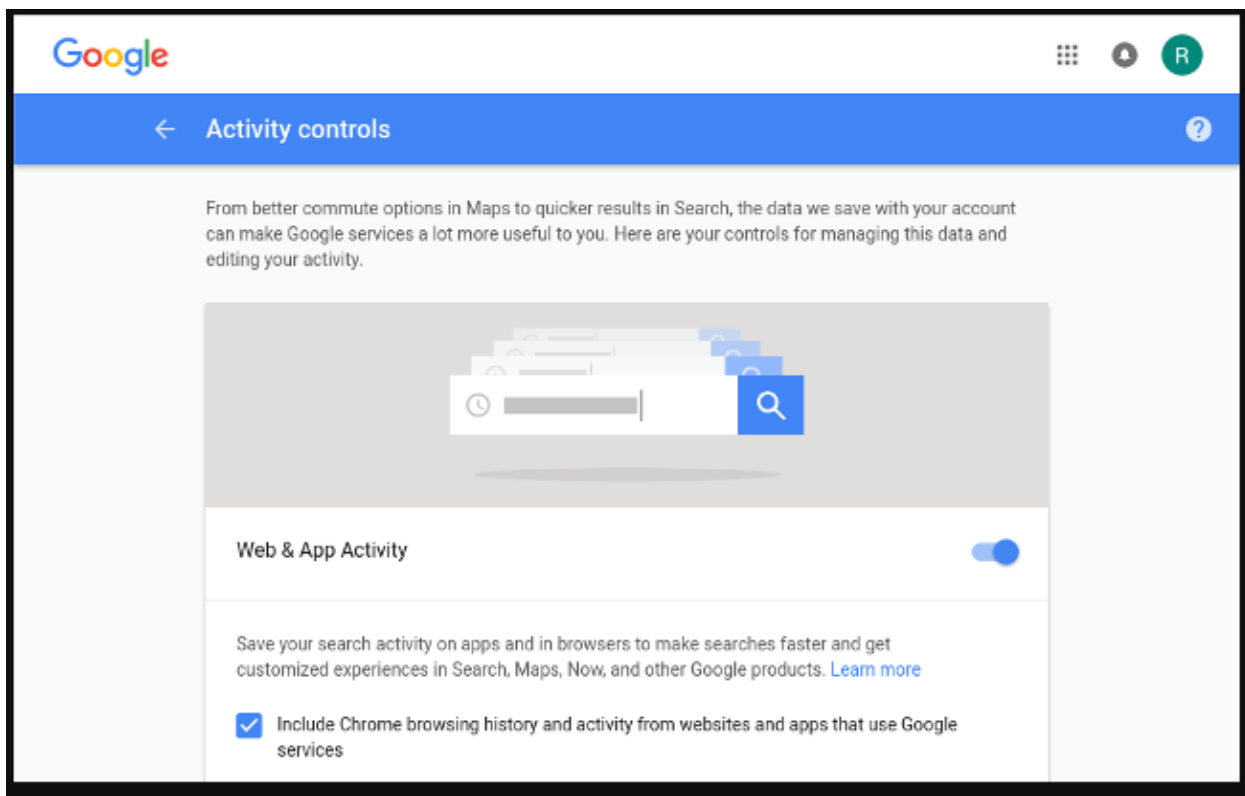 Google
R
Activity controls
?
From better commute options in Maps to quicker results in Search, the data we save with your account
can make Google services a lot more useful to you. Here are your controls for managing this data and
editing your activity.
Web & App Activity
Save your search activity on apps and in browsers to make searches faster and get
customized experiences in Search, Maps, Now, and other Google products. Learn more
Include Chrome browsing history and activity from websites and apps that use Google
services